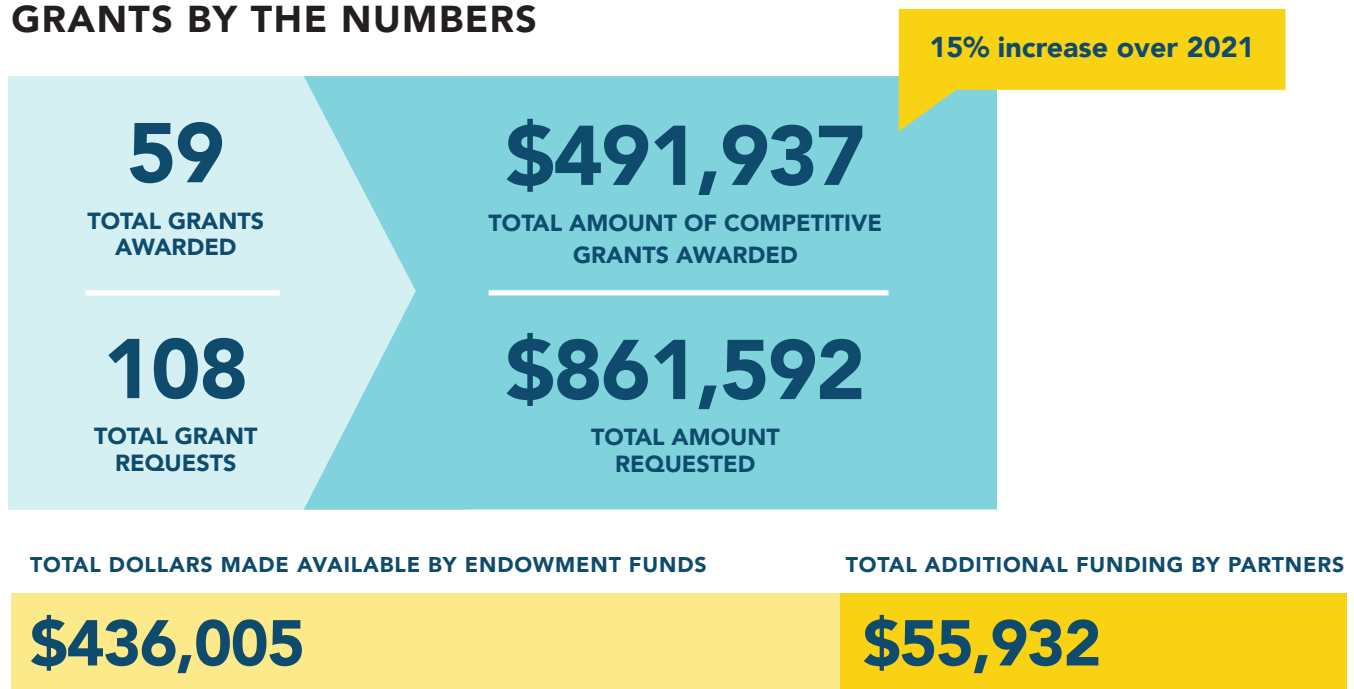 GRANTS BY THE NUMBERS
15% increase over 2021
59
TOTAL GRANTS
AWARDED
108
TOTAL GRANT
REQUESTS
$491,937
TOTAL AMOUNT OF COMPETITIVE
GRANTS AWARDED
$861,592
TOTAL AMOUNT
REQUESTED
TOTAL DOLLARS MADE AVAILABLE BY ENDOWMENT FUNDS
$436,005
TOTAL ADDITIONAL FUNDING BY PARTNERS
$55,932